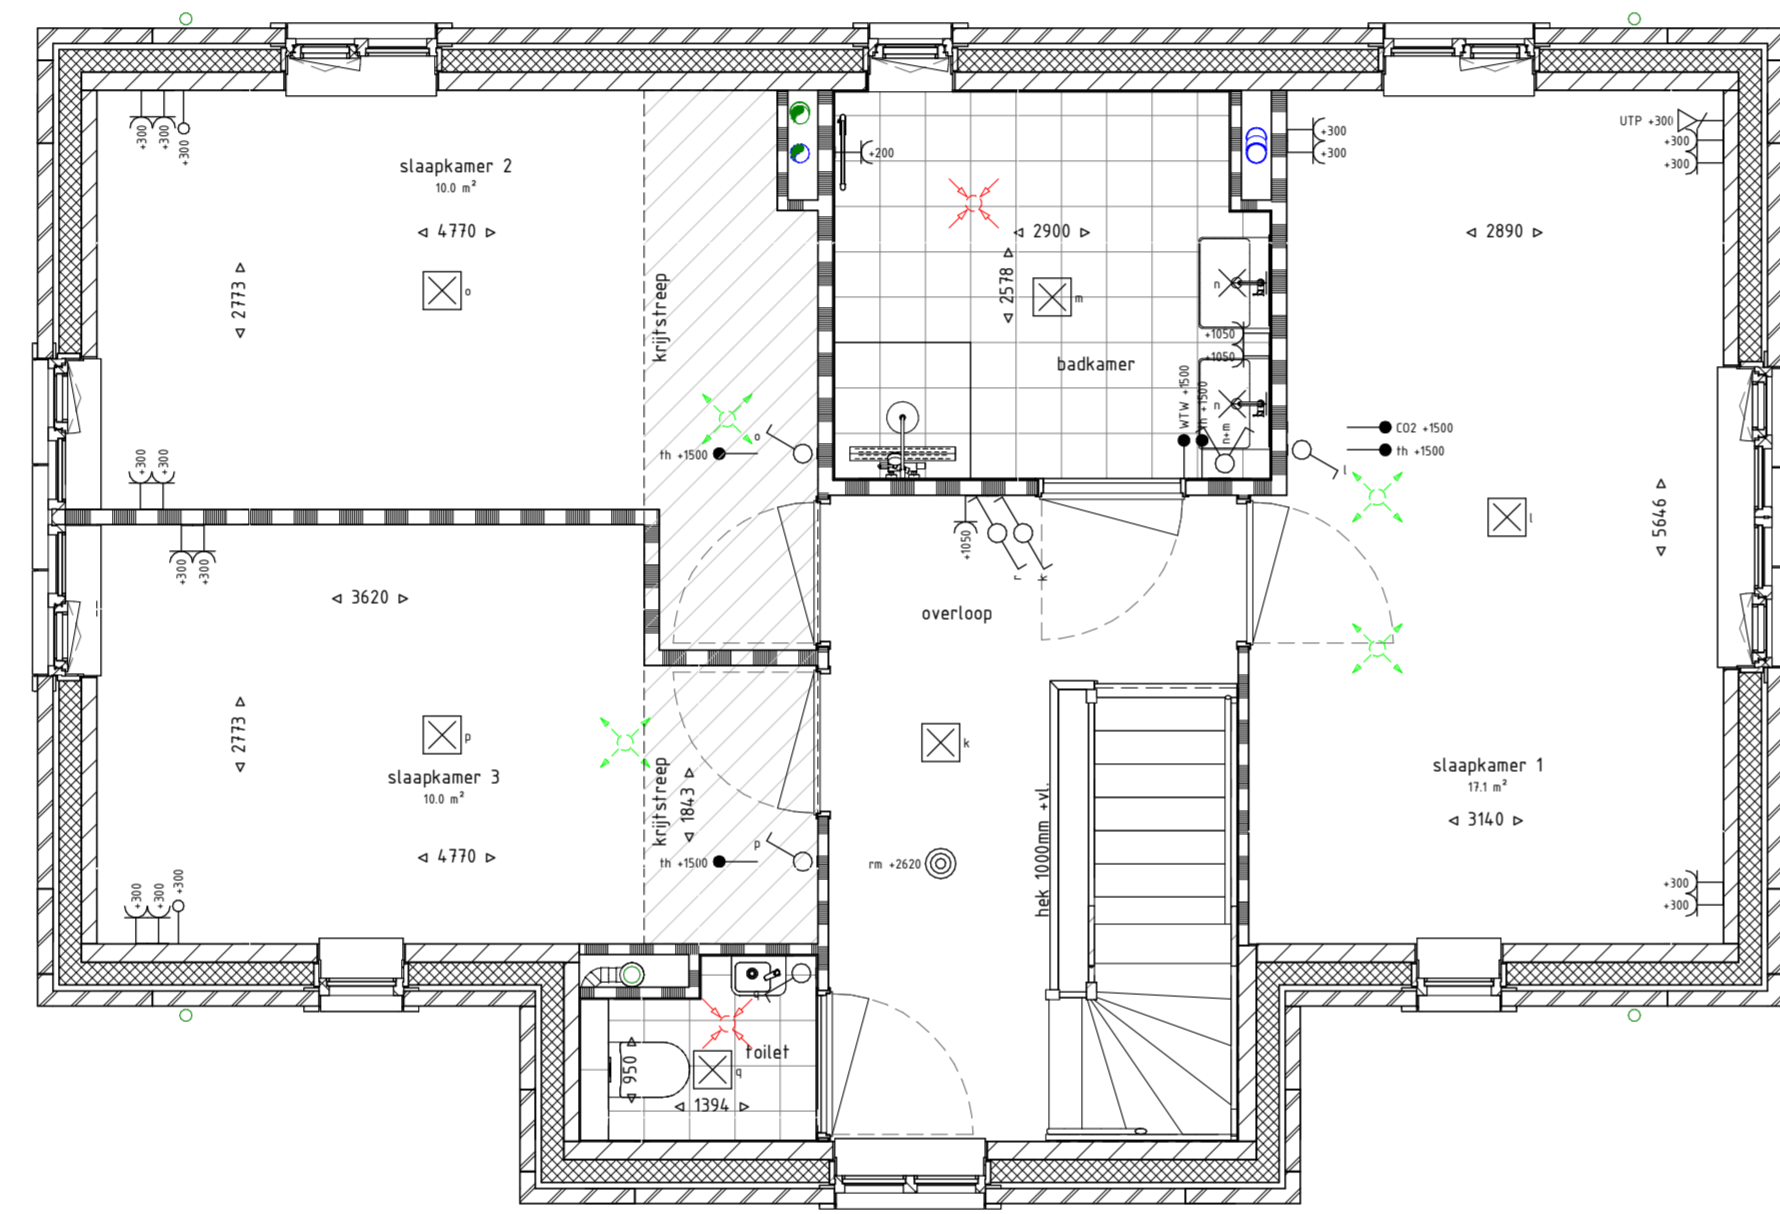 +300
+300
+300
slaapkamer 2
10.0 m²
4770
2773
o
krijtstreep
th +1500
o
+300
+300
+200
2900
2578
m
badkamer
n
+1050
+1050
n
WTW +1500
th +1500
n+m
+300
+300
UTP +300
+300
+300
2890
CO2 +1500
th +1500
l
l
5646
+300
+300
3620
+1050
r
k
overloop
2773
p
slaapkamer 3
10.0 m²
4770
krijtstreep
1843
p
th +1500
+300
+300
+300
k
rm +2620
hek 1000mm +vl.
slaapkamer 1
17.1 m²
3140
+300
+300
q
toilet
950
q
1394